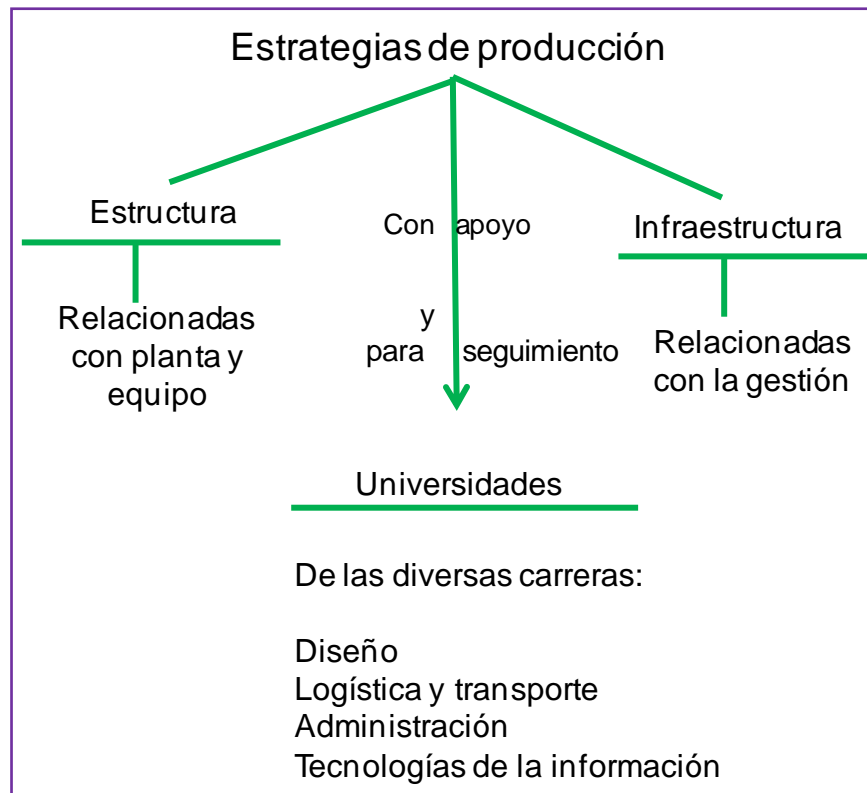 Estrategias de producción
Estructura
Relacionadas
con planta y
equipo
Con apoyo
y
para seguimiento
Infraestructura
Relacionadas
con la gestión
Universidades
De las diversas carreras:
Diseño
Logística y transporte
Administración
Tecnologías de la información